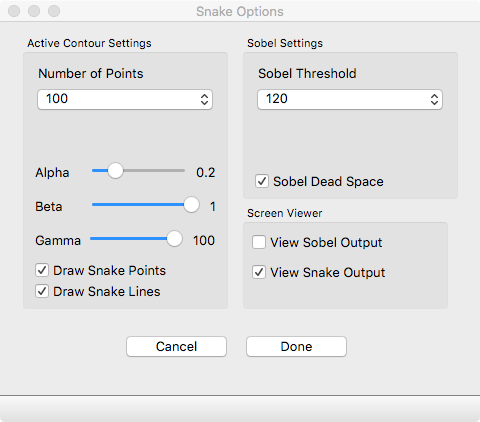 Snake Options
Active Contour Settings
Number of Points
100
Alpha 0.2
Beta 1
Gamma 100
Draw Snake Points
Draw Snake Lines
Sobel Settings
Sobel Threshold
120
Sobel Dead Space
Screen Viewer
View Sobel Output
View Snake Output
Cancel Done